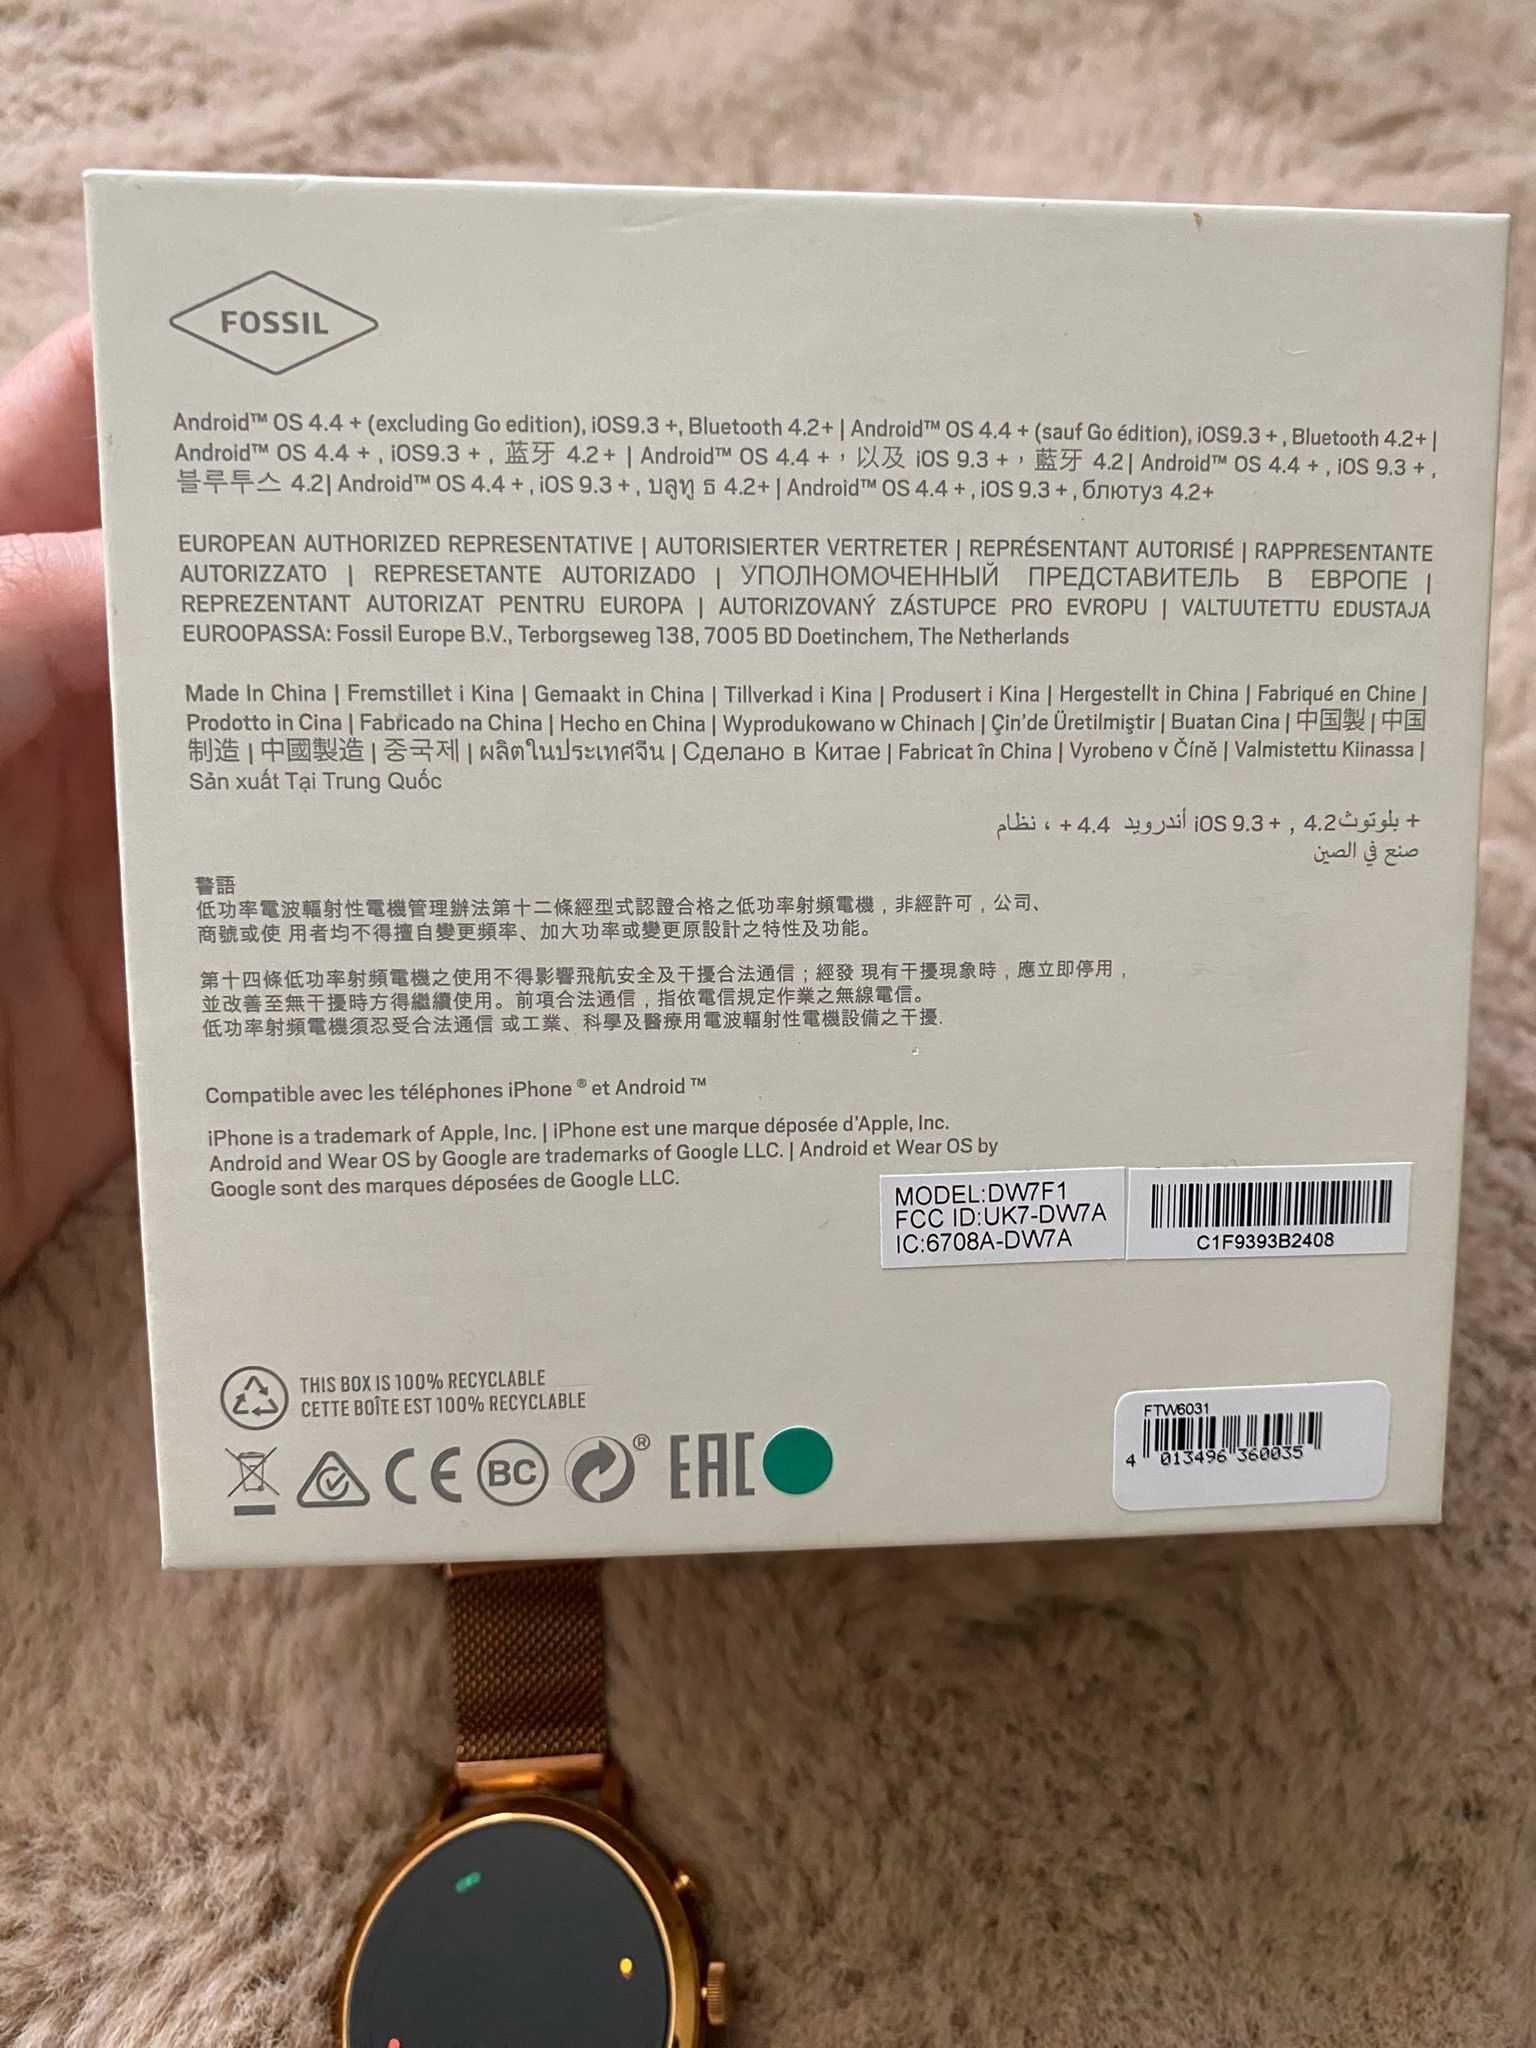 FOSSIL
Android™ OS 4.4 + (excluding Go edition), iOS9.3 +, Bluetooth 4.2+ | Android™ OS 4.4 + (sauf Go édition), iOS9.3 + , Bluetooth 4.2+ |
Android™ OS 4.4 + , iOS9.3 + , 蓝牙 4.2 + | Android™ OS 4.4 + ，以及 iOS 9.3 + ，藍牙 4.2 | Android™ OS 4.4 + , iOS 9.3 + ,
블루투스 4.2| Android™ OS 4.4 + , iOS 9.3 + , บลูทู ธ 4.2+ | Android™ OS 4.4 + , iOS 9.3 + , блютуз 4.2+
EUROPEAN AUTHORIZED REPRESENTATIVE | AUTORISIERTER VERTRETER | REPRÉSENTANT AUTORISÉ | RAPPRESENTANTE
AUTORIZZATO | REPRESETANTE AUTORIZADO | УПОЛНОМОЧЕННЫЙ ПРЕДСТАВИТЕЛЬ В ЕВРОПЕ |
REPREZENTANT AUTORIZAT PENTRU EUROPA | AUTORIZOVANÝ ZÁSTUPCE PRO EVROPU | VALTUUTETTU EDUSTAJA
EUROOPASSA: Fossil Europe B.V., Terborgseweg 138, 7005 BD Doetinchem, The Netherlands
Made In China | Fremstillet i Kina | Gemaakt in China | Tillverkad i Kina | Produsert i Kina | Hergestellt in China | Fabriqué en Chine |
Prodotto in Cina | Fabricado na China | Hecho en China | Wyprodukowano w Chinach | Çin'de Üretilmiştir | Buatan Cina | 中国製 | 中国
制造 | 中國製造 | 중국제 | ผลิตในประเทศจีน | Сделано в Китае | Fabricat în China | Vyrobeno v Číně | Valmistettu Kiinassa |
Sản xuất Tại Trung Quốc
+ بلوتوث4.2 , + iOS 9.3 أندرويد 4.4 + ، نظام
صنع في الصين
警語
低功率電波輻射性電機管理辦法第十二條經型式認證合格之低功率射頻電機，非經許可，公司、
商號或使 用者均不得擅自變更頻率、加大功率或變更原設計之特性及功能。
第十四條低功率射頻電機之使用不得影響飛航安全及干擾合法通信；經發 現有干擾現象時，應立即停用，
並改善至無干擾時方得繼續使用。前項合法通信，指依電信規定作業之無線電信。
低功率射頻電機須忍受合法通信 或工業、科學及醫療用電波輻射性電機設備之干擾.
Compatible avec les téléphones iPhone ® et Android ™
iPhone is a trademark of Apple, Inc. | iPhone est une marque déposée d'Apple, Inc.
Android and Wear OS by Google are trademarks of Google LLC. | Android et Wear OS by
Google sont des marques déposées de Google LLC.
MODEL:DW7F1
FCC ID:UK7-DW7A
IC:6708A-DW7A
C1F9393B2408
THIS BOX IS 100% RECYCLABLE
CETTE BOÎTE EST 100% RECYCLABLE
CE BC ® EAC
FTW6031
4 013496 360035